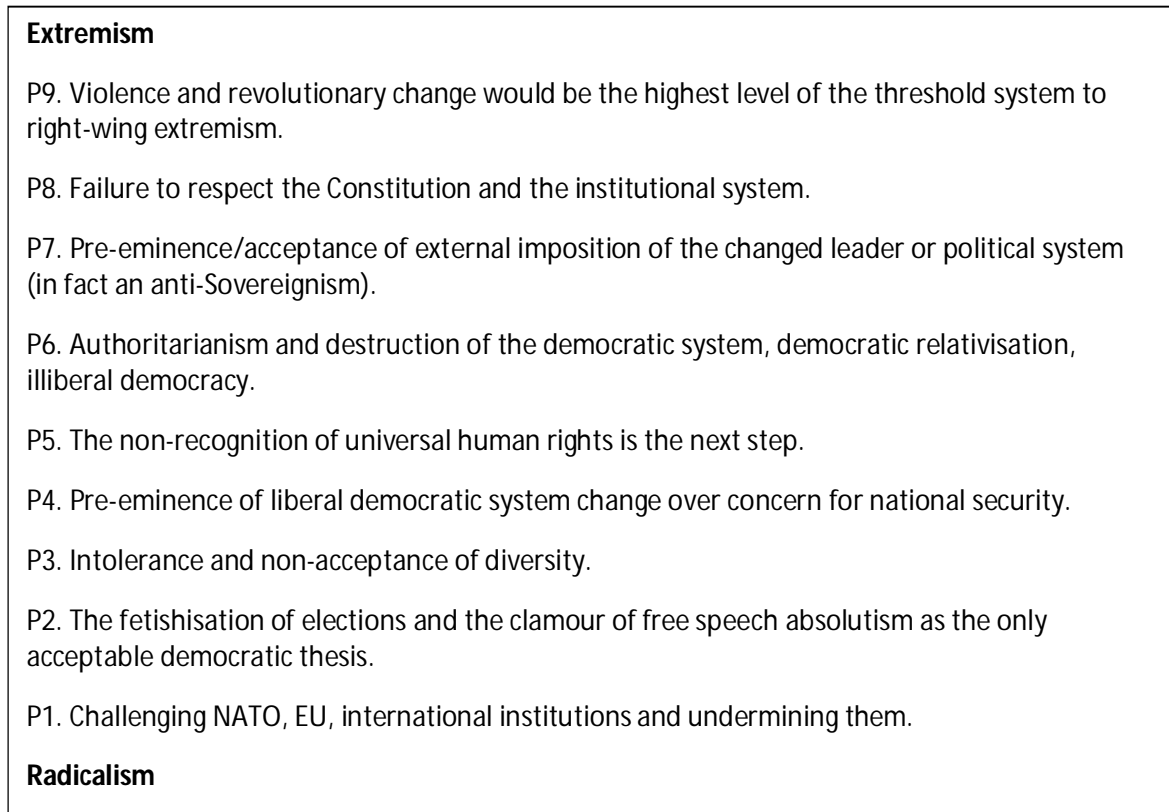 Extremism
P9. Violence and revolutionary change would be the highest level of the threshold system to
right-wing extremism.
P8. Failure to respect the Constitution and the institutional system.
P7. Pre-eminence/acceptance of external imposition of the changed leader or political system
(in fact an anti-Sovereignism).
P6. Authoritarianism and destruction of the democratic system, democratic relativisation,
illiberal democracy.
P5. The non-recognition of universal human rights is the next step.
P4. Pre-eminence of liberal democratic system change over concern for national security.
P3. Intolerance and non-acceptance of diversity.
P2. The fetishisation of elections and the clamour of free speech absolutism as the only
acceptable democratic thesis.
P1. Challenging NATO, EU, international institutions and undermining them.
Radicalism